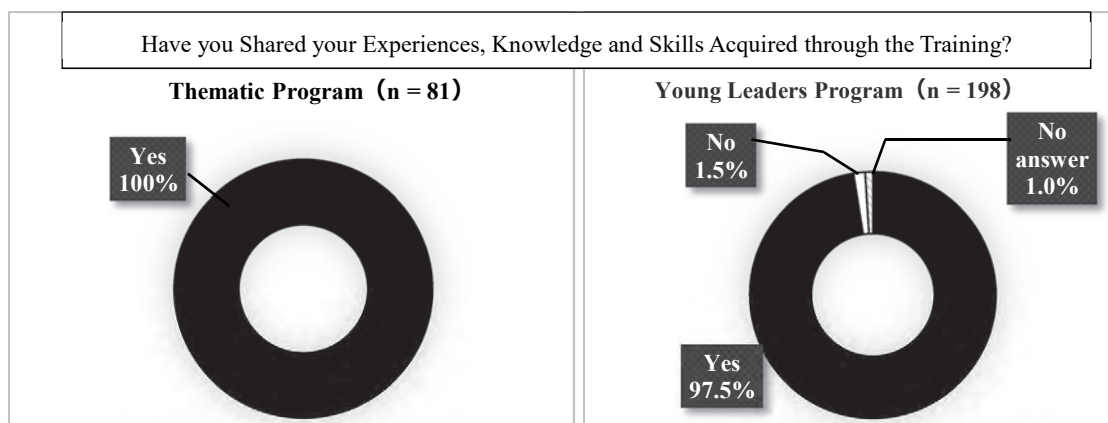 Have you Shared your Experiences, Knowledge and Skills Acquired through the Training?
Thematic Program（n = 81）
Yes
100%
Young Leaders Program（n = 198）
No
1.5%
No
answer
1.0%
Yes
97.5%